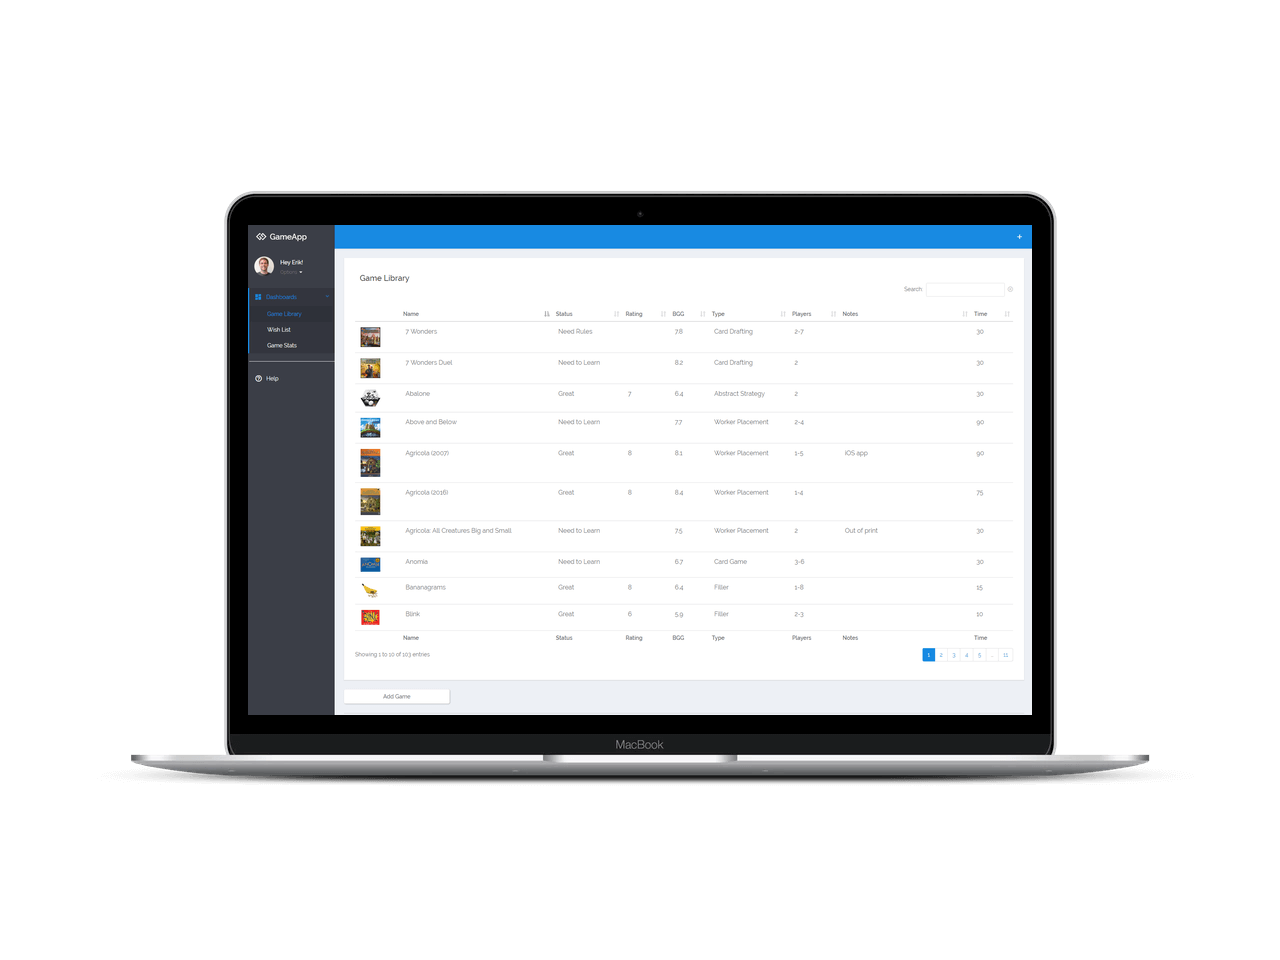 GameApp
+
Hey Erik!
Options
Dashboards
Game Library
Wish List
Game Stats
Help
Game Library
Search:
Name Status Rating BGG Type Players Notes Time
7 Wonders Need Rules 7.8 Card Drafting 2-7 30
7 Wonders Duel Need to Learn 8.2 Card Drafting 2 30
Abalone Great 7 6.4 Abstract Strategy 2 30
Above and Below Need to Learn 7.7 Worker Placement 2-4 90
Agricola (2007) Great 8 8.1 Worker Placement 1-5 iOS app 90
Agricola (2016) Great 8 8.4 Worker Placement 1-4 75
Agricola: All Creatures Big and Small Need to Learn 7.5 Worker Placement 2 Out of print 30
Anomia Need to Learn 6.7 Card Game 3-6 30
Bananagrams Great 8 6.4 Filler 1-8 15
Blink Great 6 5.9 Filler 2-3 10
Name Status Rating BGG Type Players Notes Time
Showing 1 to 10 of 103 entries
1 2 3 4 5 … 11
Add Game
MacBook